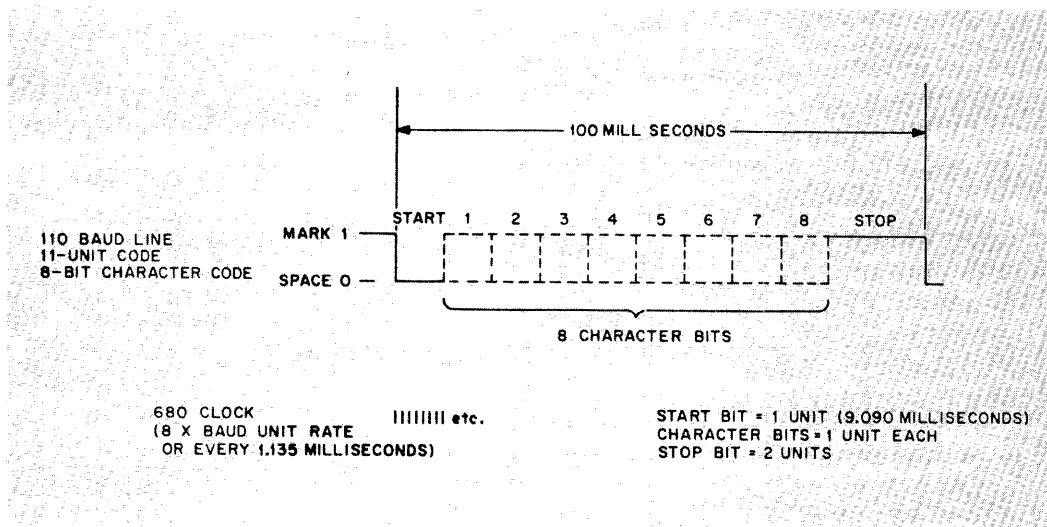 100 MILL SECONDS
START 1 2 3 4 5 6 7 8 STOP
MARK 1
SPACE 0
110 BAUD LINE
11-UNIT CODE
8-BIT CHARACTER CODE
8 CHARACTER BITS
680 CLOCK
(8 X BAUD UNIT RATE
OR EVERY 1.135 MILLISECONDS)
|||||||| etc.
START BIT = 1 UNIT (9.090 MILLISECONDS)
CHARACTER BITS = 1 UNIT EACH
STOP BIT = 2 UNITS